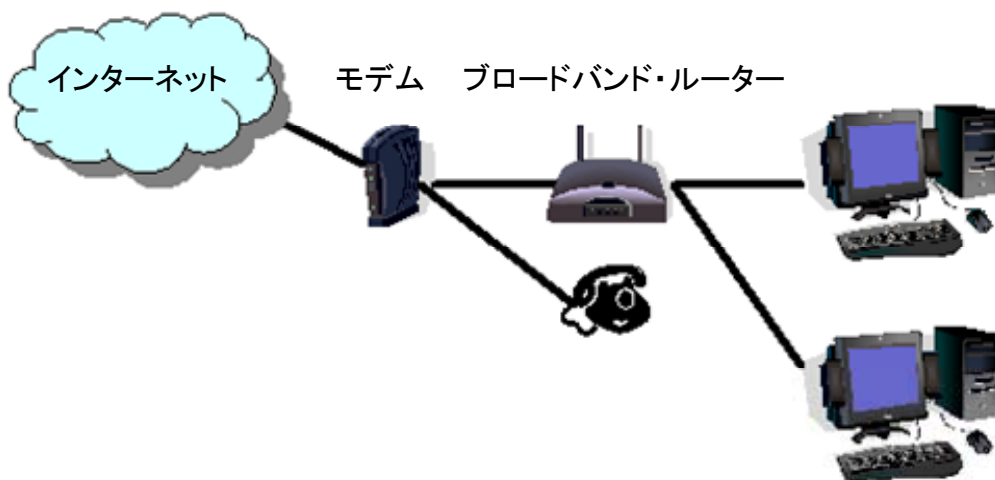 インターネット
モデム
ブロードバンド・ルーター